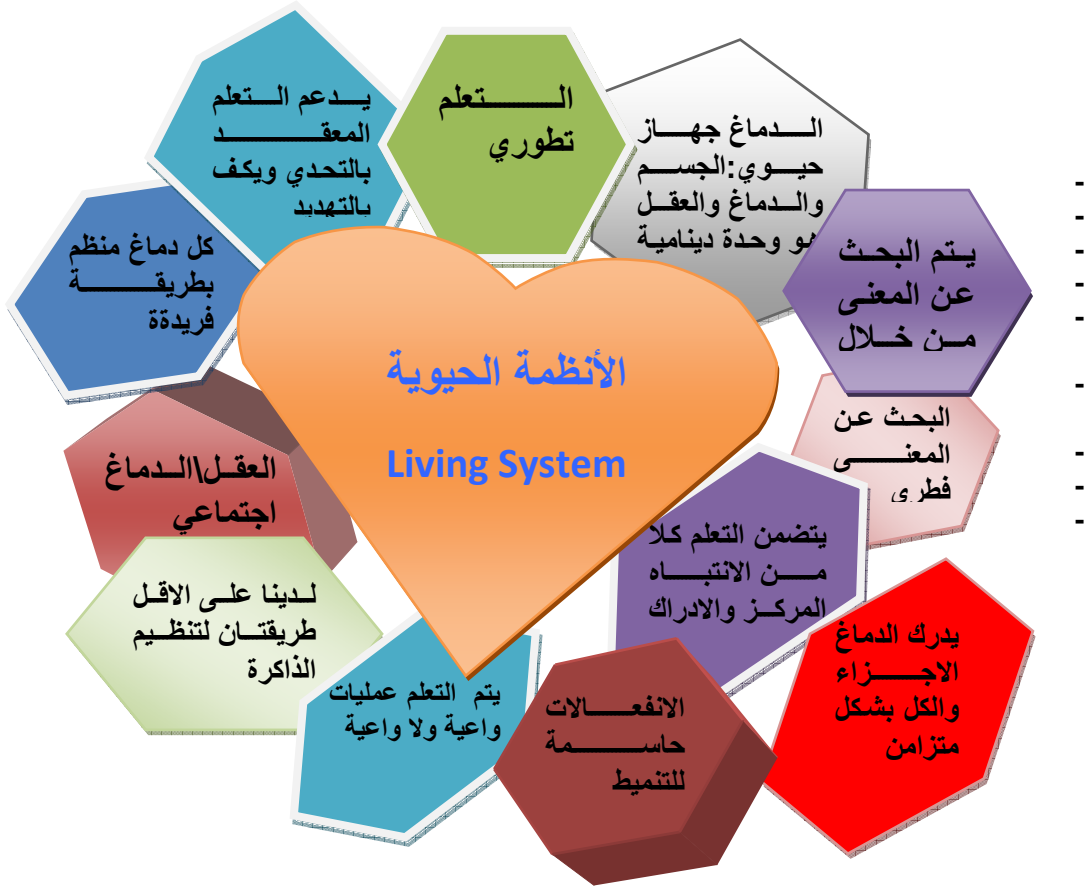 الأنظمة الحيوية
Living System
التعلم
تطوري
الدماغ جهاز
حيوي:الجسم
والدماغ والعقل
هو وحدة دينامية
يتم البحث
عن المعنى
من خلال
البحث عن
المعنى
فطري
يتضمن التعلم كلا
من الانتباه
المركز والادراك
يدرك الدماغ
الاجزاء
والكل بشكل
متزامن
الانفعالات
حاسمة
للتنميط
يتم التعلم عمليات
واعية ولا واعية
لدينا على الاقل
طريقتان لتنظيم
الذاكرة
العقل\الدماغ
اجتماعي
كل دماغ منظم
بطريقة
فريدةة
يدعم التعلم
المعقد
بالتحدي ويكف
بالتهديد
-
-
-
-
-
-
-
-
-